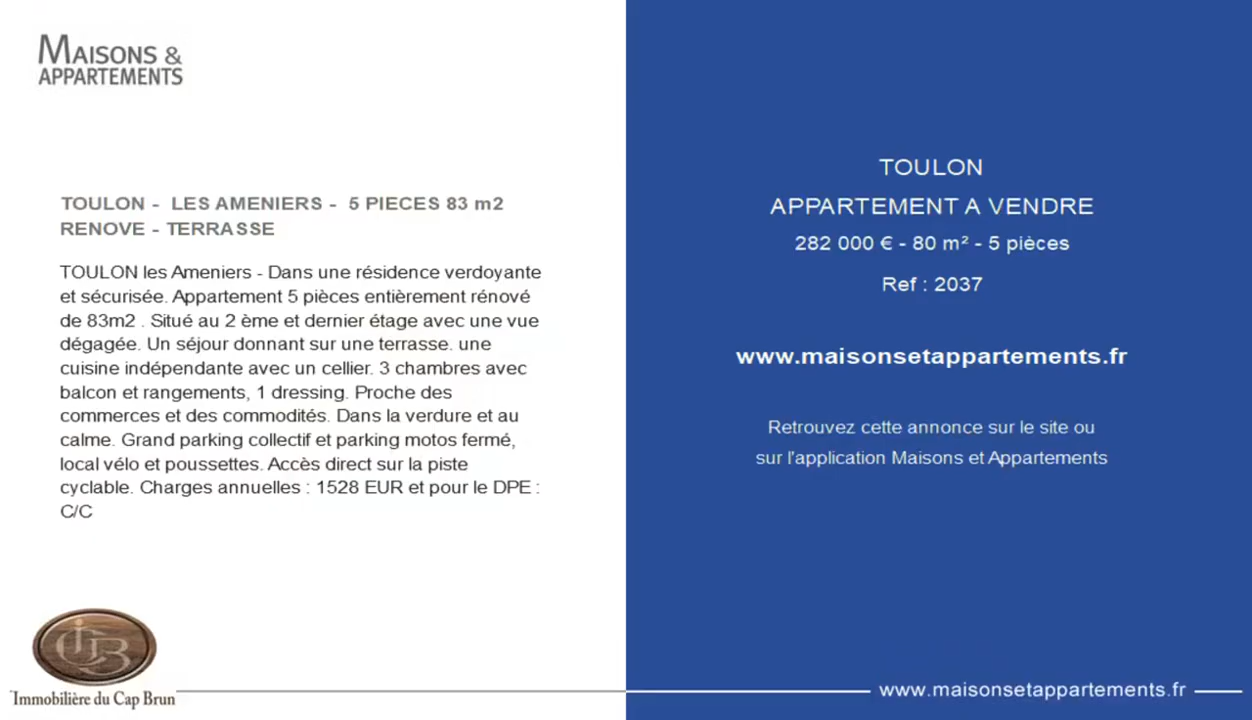 MAISONS &
APPARTEMENTS
TOULON - LES AMENIERS - 5 PIECES 83 m2
RENOVE - TERRASSE
TOULON les Ameniers - Dans une résidence verdoyante
et sécurisée. Appartement 5 pièces entièrement rénové
de 83m2 . Situé au 2 ème et dernier étage avec une vue
dégagée. Un séjour donnant sur une terrasse. une
cuisine indépendante avec un cellier. 3 chambres avec
balcon et rangements, 1 dressing. Proche des
commerces et des commodités. Dans la verdure et au
calme. Grand parking collectif et parking motos fermé,
local vélo et poussettes. Accès direct sur la piste
cyclable. Charges annuelles : 1528 EUR et pour le DPE :
C/C
ICB
Immobilière du Cap Brun
TOULON
APPARTEMENT A VENDRE
282 000 € - 80 m² - 5 pièces
Ref : 2037
www.maisonsetappartements.fr
Retrouvez cette annonce sur le site ou
sur l'application Maisons et Appartements
www.maisonsetappartements.fr